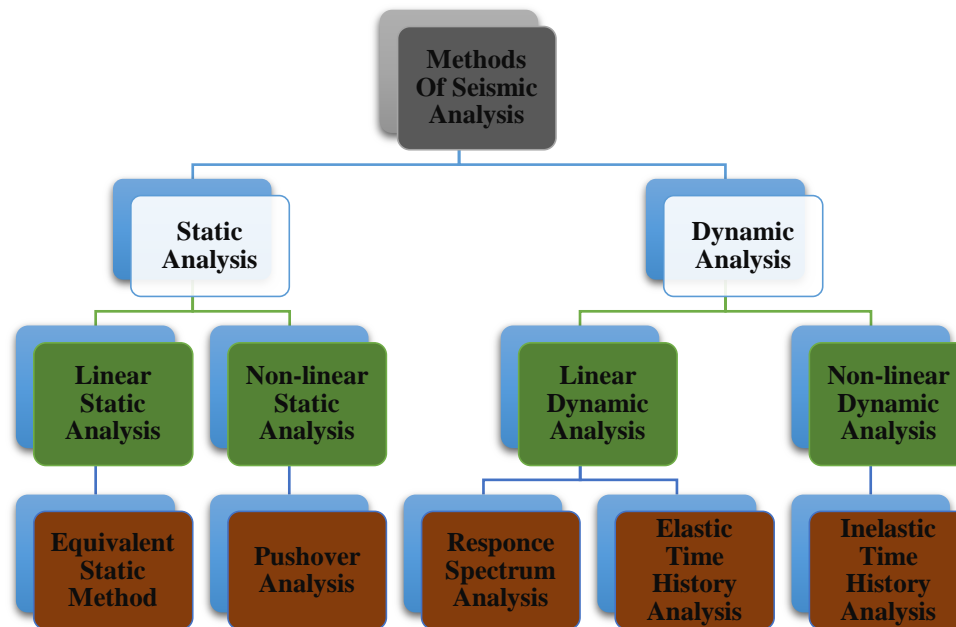 Methods
Of Seismic
Analysis
Static
Analysis
Dynamic
Analysis
Linear
Static
Analysis
Non-linear
Static
Analysis
Linear
Dynamic
Analysis
Non-linear
Dynamic
Analysis
Equivalent
Static
Method
Pushover
Analysis
Responce
Spectrum
Analysis
Elastic
Time
History
Analysis
Inelastic
Time
History
Analysis